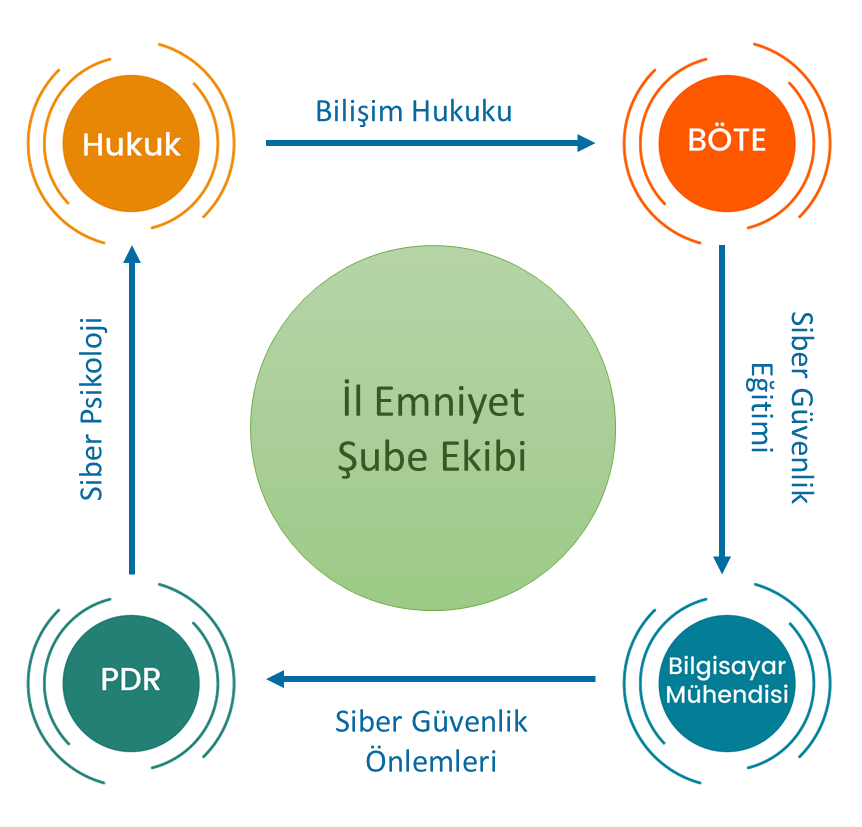 Hukuk
Bilişim Hukuku
BÖTE
Siber Psikoloji
İl Emniyet
Şube Ekibi
Siber Güvenlik
Eğitimi
PDR
Siber Güvenlik
Önlemleri
Bilgisayar
Mühendisi